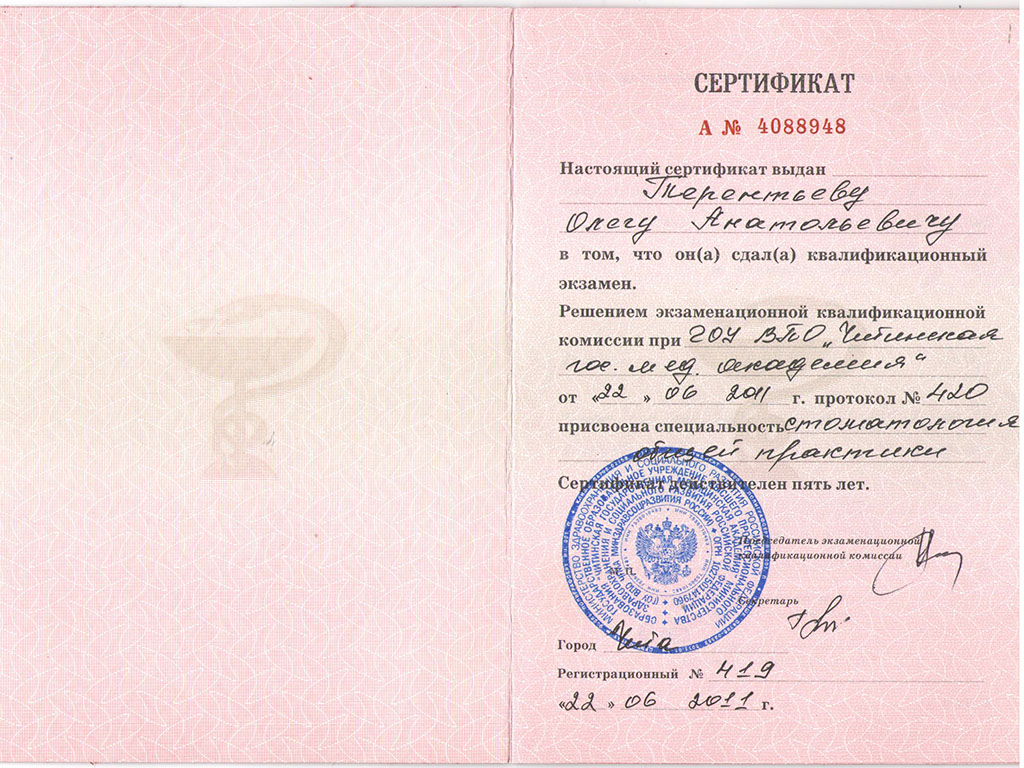 СЕРТИФИКАТ
А № 4088948
Настоящий сертификат выдан
Терентьеву
Олегу Анатольевичу
в том, что он(а) сдал(а) квалификационный
экзамен.
Решением экзаменационной квалификационной
комиссии при ГОУ ВПО „Читинская
гос. мед. академия“
от «22» 06 2011 г. протокол № 420
присвоена специальность стоматология
общей практики
Сертификат действителен пять лет.
Председатель экзаменационной
квалификационной комиссии
М.П.
Секретарь
Город Чита
Регистрационный № 419
«22» 06 2011 г.